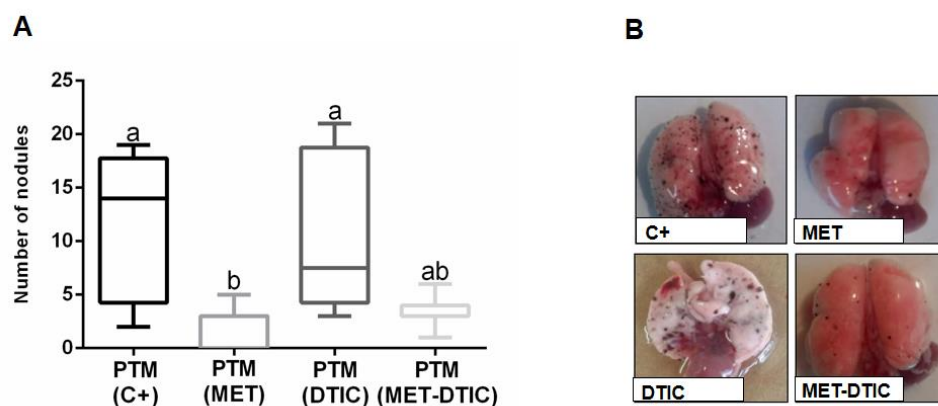 A
B
Number of nodules
25
20
15
10
5
0
a
b
a
ab
PTM
(C+)
PTM
(MET)
PTM
(DTIC)
PTM
(MET-DTIC)
C+
MET
DTIC
MET-DTIC